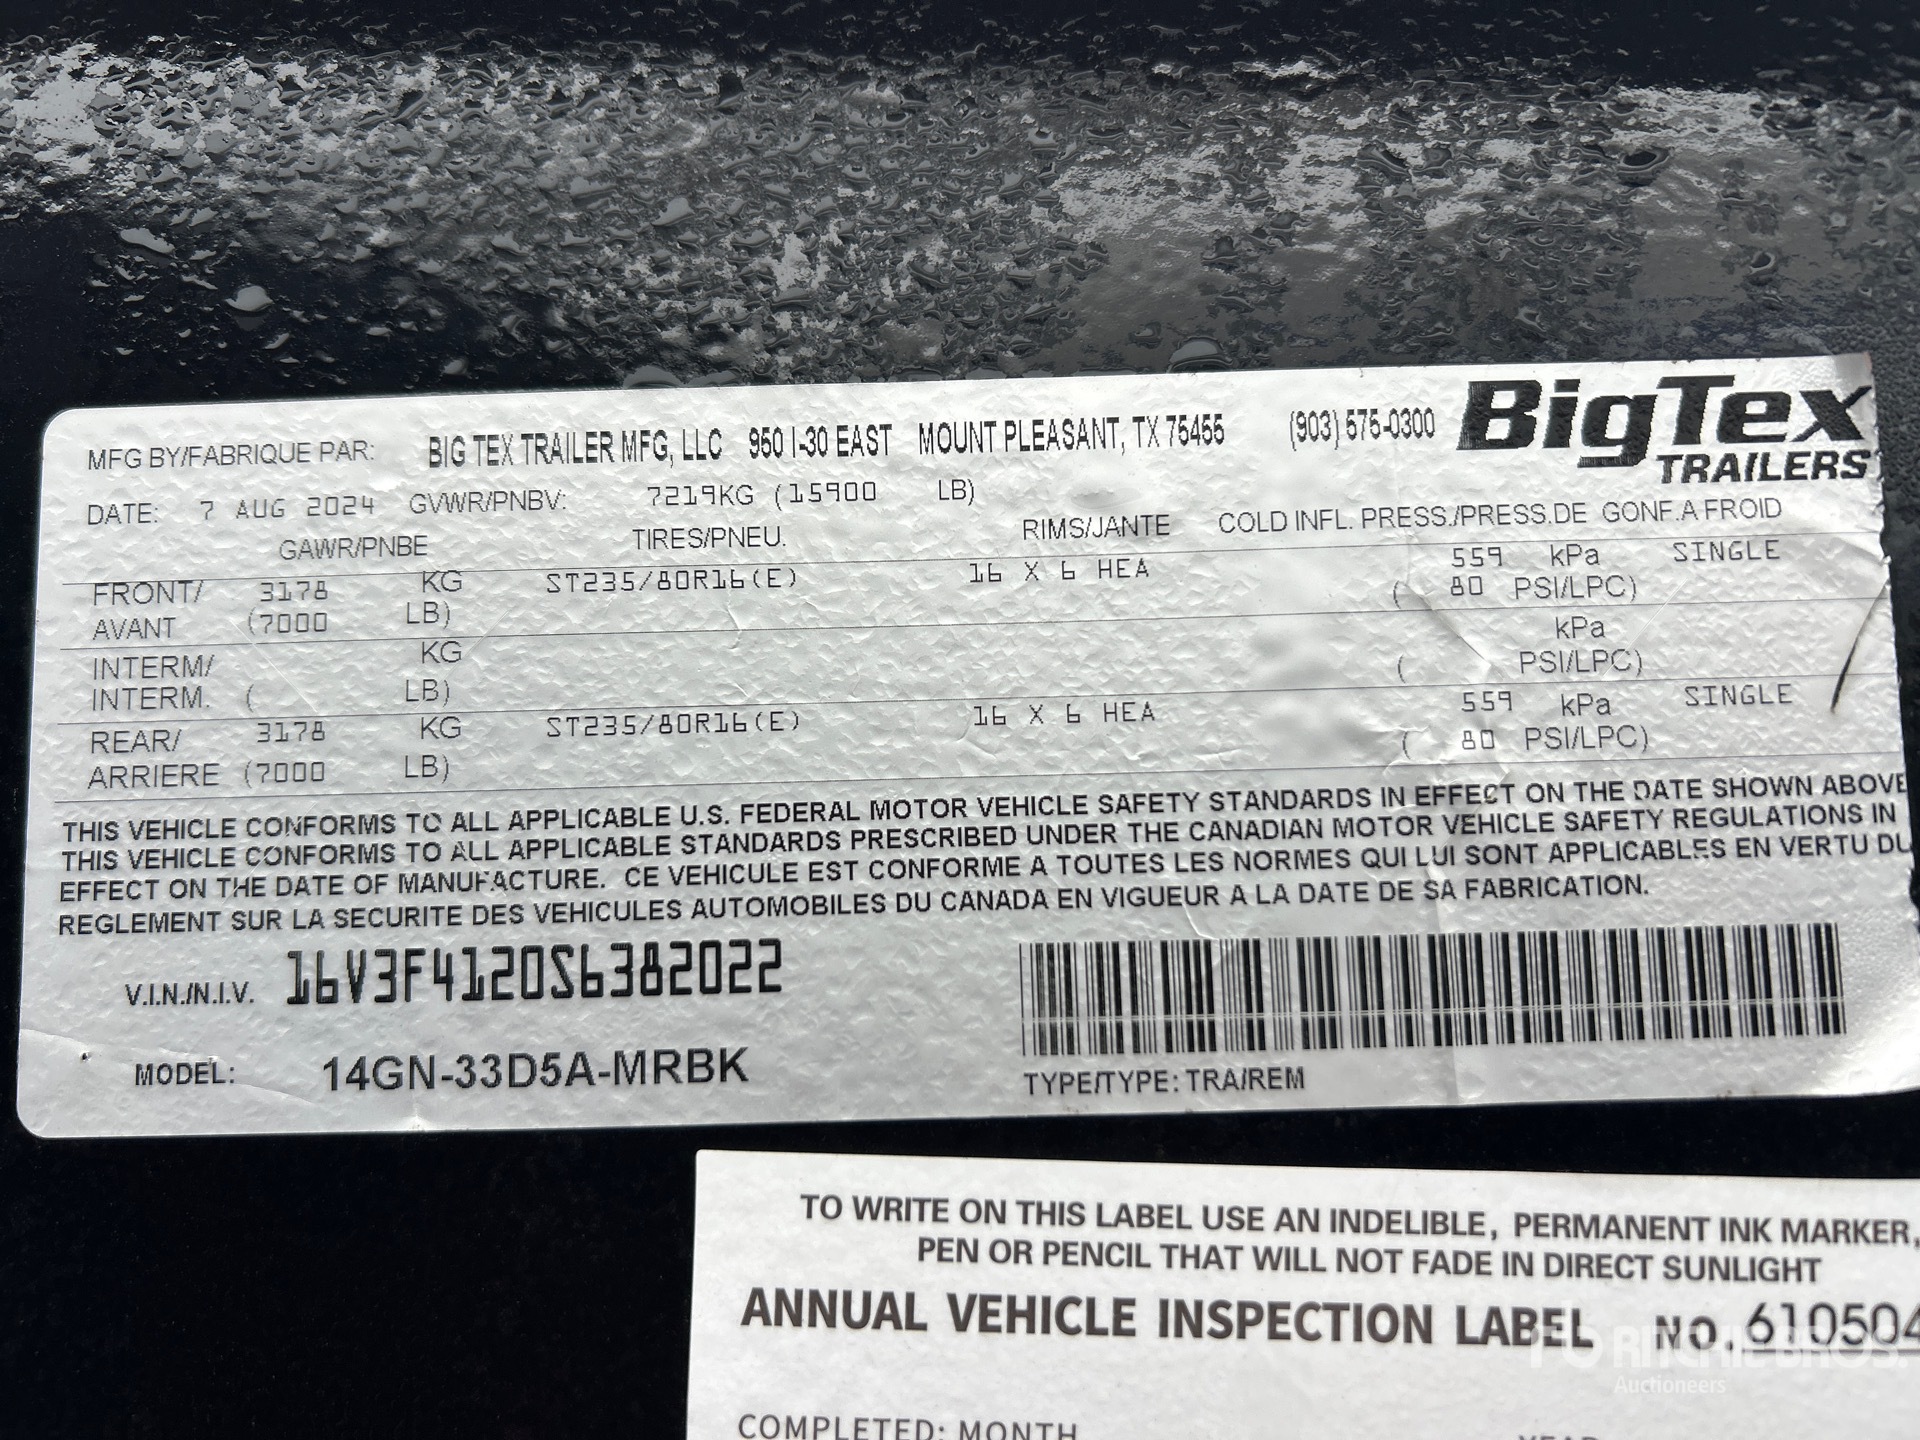 MFG BY/FABRIQUE PAR: BIG TEX TRAILER MFG, LLC 950 I-30 EAST MOUNT PLEASANT, TX 75455 (903) 575-0300 BigTex TRAILERS
DATE: 7 AUG 2024 GVWR/PNBV: 7219KG (15900 LB)
GAWR/PNBE TIRES/PNEU. RIMS/JANTE COLD INFL. PRESS./PRESS.DE GONF.A FROID
FRONT/ 3178 KG ST235/80R16(E) 16 X 6 HEA 559 kPa SINGLE
AVANT (7000 LB) ( 80 PSI/LPC)
INTERM/ KG kPa
INTERM. ( LB) ( PSI/LPC)
REAR/ 3178 KG ST235/80R16(E) 16 X 6 HEA 559 kPa SINGLE
ARRIERE (7000 LB) ( 80 PSI/LPC)
THIS VEHICLE CONFORMS TO ALL APPLICABLE U.S. FEDERAL MOTOR VEHICLE SAFETY STANDARDS IN EFFECT ON THE DATE SHOWN ABOVE
THIS VEHICLE CONFORMS TO ALL APPLICABLE STANDARDS PRESCRIBED UNDER THE CANADIAN MOTOR VEHICLE SAFETY REGULATIONS IN
EFFECT ON THE DATE OF MANUFACTURE. CE VEHICULE EST CONFORME A TOUTES LES NORMES QUI LUI SONT APPLICABLES EN VERTU DU
REGLEMENT SUR LA SECURITE DES VEHICULES AUTOMOBILES DU CANADA EN VIGUEUR A LA DATE DE SA FABRICATION.
V.I.N./N.I.V. 16V3F4120S6382022
MODEL: 14GN-33D5A-MRBK
TYPE/TYPE: TRA/REM
TO WRITE ON THIS LABEL USE AN INDELIBLE, PERMANENT INK MARKER,
PEN OR PENCIL THAT WILL NOT FADE IN DIRECT SUNLIGHT
ANNUAL VEHICLE INSPECTION LABEL NO. 610504
RITCHIE BROS.
Auctioneers
COMPLETED: MONTH YEAR